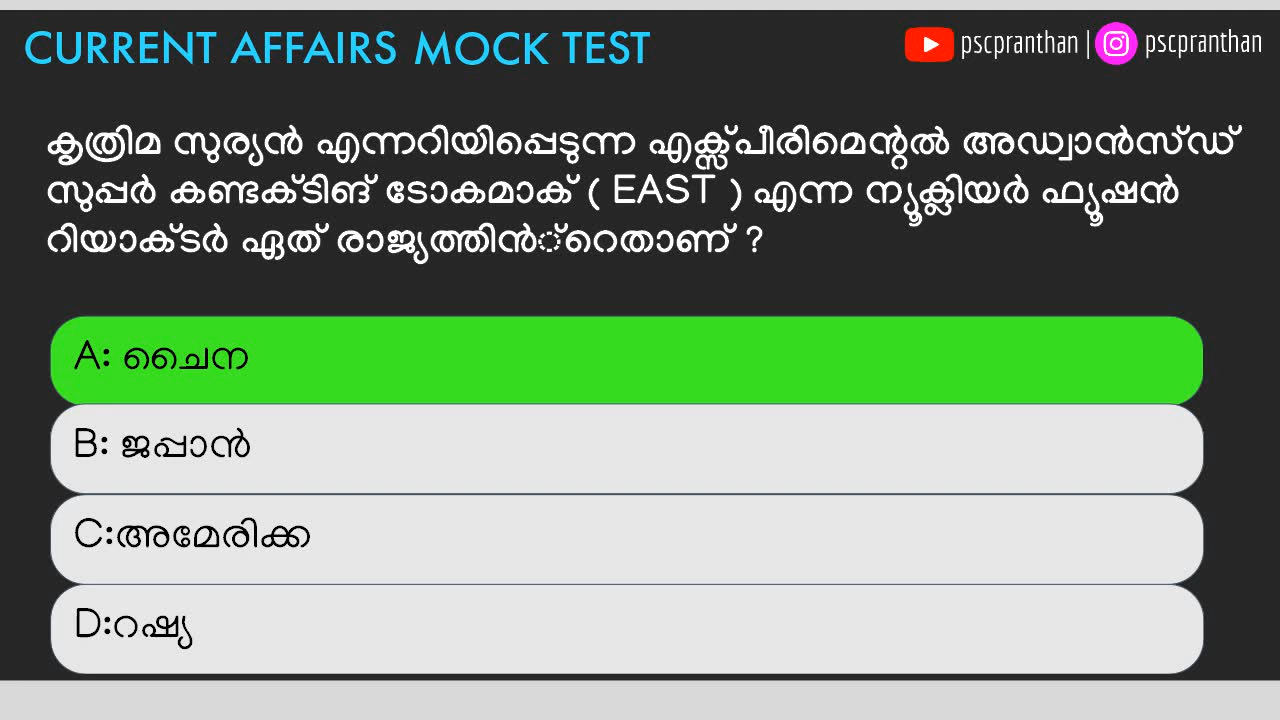 CURRENT AFFAIRS MOCK TEST
pscpranthan | pscpranthan
കൃത്രിമ സുര്യൻ എന്നറിയിപ്പെടുന്ന എക്സ്പീരിമെന്റൽ അഡ്വാൻസ്ഡ്
സുപ്പർ കണ്ടക്ടിങ് ടോകമാക് ( EAST ) എന്ന ന്യൂക്ലിയർ ഫ്യൂഷൻ
റിയാക്ടർ ഏത് രാജ്യത്തിൻ്റെതാണ് ?
A: ചൈന
B: ജപ്പാൻ
C:അമേരിക്ക
D:റഷ്യ